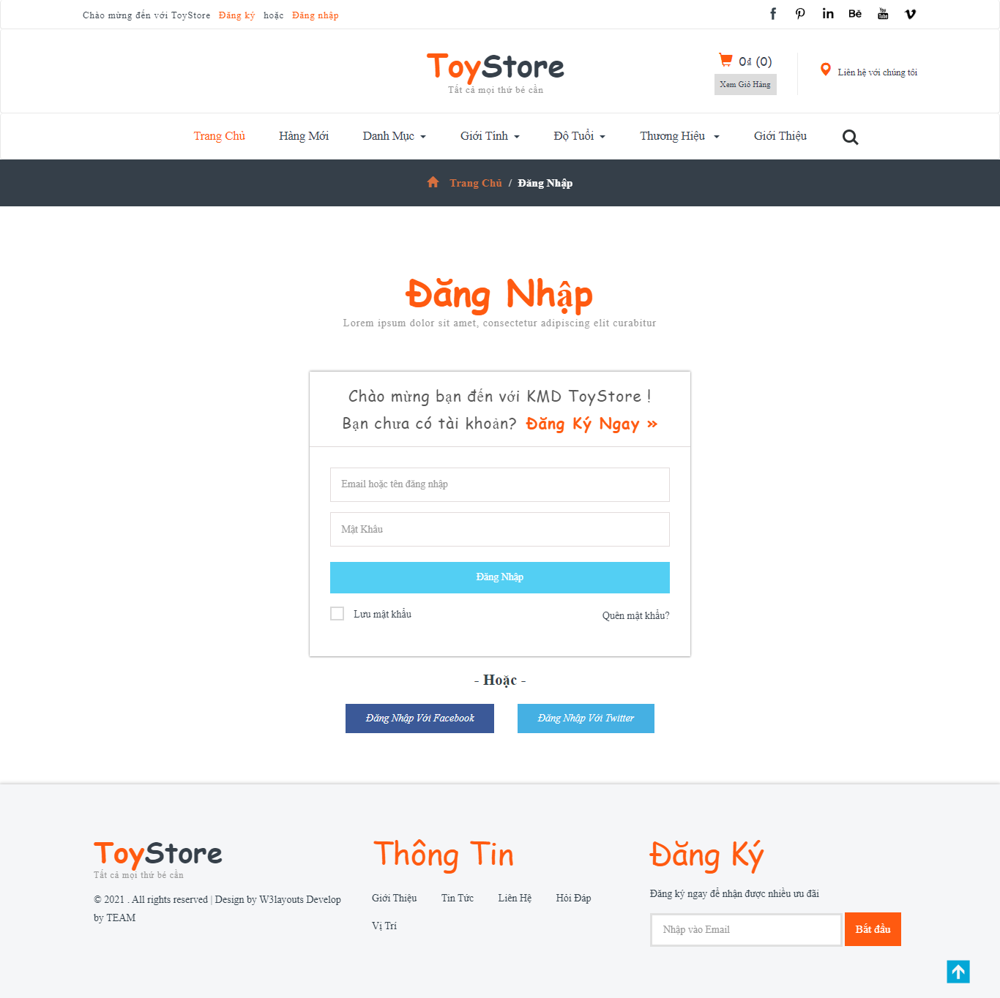 Chào mừng đến với ToyStore Đăng ký hoặc Đăng nhập
ToyStore
Tất cả mọi thứ bé cần
0₫ (0)
Xem Giỏ Hàng
Liên hệ với chúng tôi
Trang Chủ Hàng Mới Danh Mục Giới Tính Độ Tuổi Thương Hiệu Giới Thiệu
Trang Chủ / Đăng Nhập
Đăng Nhập
Lorem ipsum dolor sit amet, consectetur adipiscing elit curabitur
Chào mừng bạn đến với KMD ToyStore !
Bạn chưa có tài khoản? Đăng Ký Ngay »
Email hoặc tên đăng nhập
Mật Khâu
Đăng Nhập
Lưu mật khẩu
Quên mật khẩu?
- Hoặc -
Đăng Nhập Với Facebook
Đăng Nhập Với Twitter
ToyStore
Tất cả mọi thứ bé cần
© 2021 . All rights reserved | Design by W3layouts Develop
by TEAM
Thông Tin
Giới Thiệu Tin Tức Liên Hệ Hỏi Đáp
Vị Trí
Đăng Ký
Đăng ký ngay để nhận được nhiều ưu đãi
Nhập vào Email
Bắt đầu